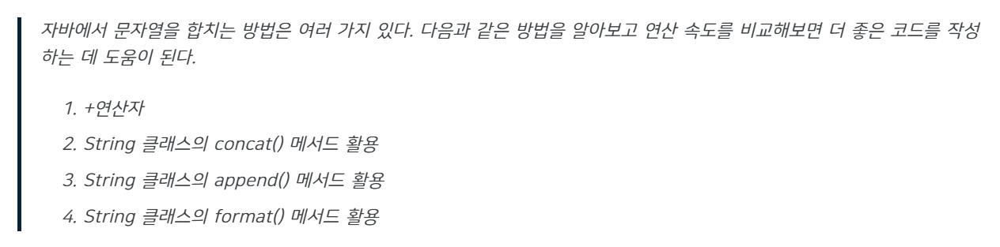 자바에서 문자열을 합치는 방법은 여러 가지 있다. 다음과 같은 방법을 알아보고 연산 속도를 비교해보면 더 좋은 코드를 작성
하는 데 도움이 된다.
1. +연산자
2. String 클래스의 concat() 메서드 활용
3. String 클래스의 append() 메서드 활용
4. String 클래스의 format() 메서드 활용